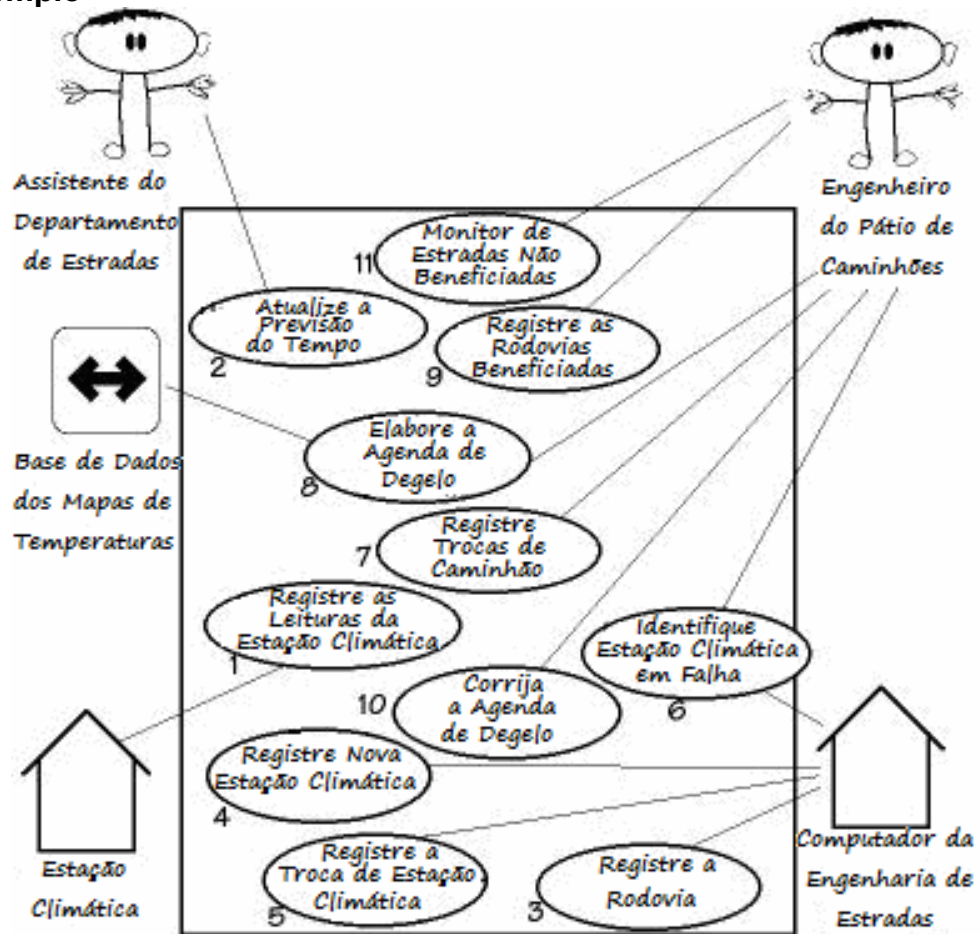 Assistente do
Departamento
de Estradas
Engenheiro
do Pátio de
Caminhões
Monitor de
Estradas Não
Beneficiadas
11
Atualize a
Previsão
do Tempo
2
Registre as
Rodovias
Beneficiadas
9
Base de Dados
dos Mapas de
Temperaturas
Elabore a
Agenda de
Degelo
8
Registre
Trocas de
Caminhão
7
Registre as
Leituras da
Estação Climática
1
Identifique
Estação Climática
em Falha
6
Corrija
a Agenda
de Degelo
10
Registre Nova
Estação Climática
4
Registre a
Troca de Estação
Climática
5
Registre a
Rodovia
3
Estação
Climática
Computador da
Engenharia de
Estradas